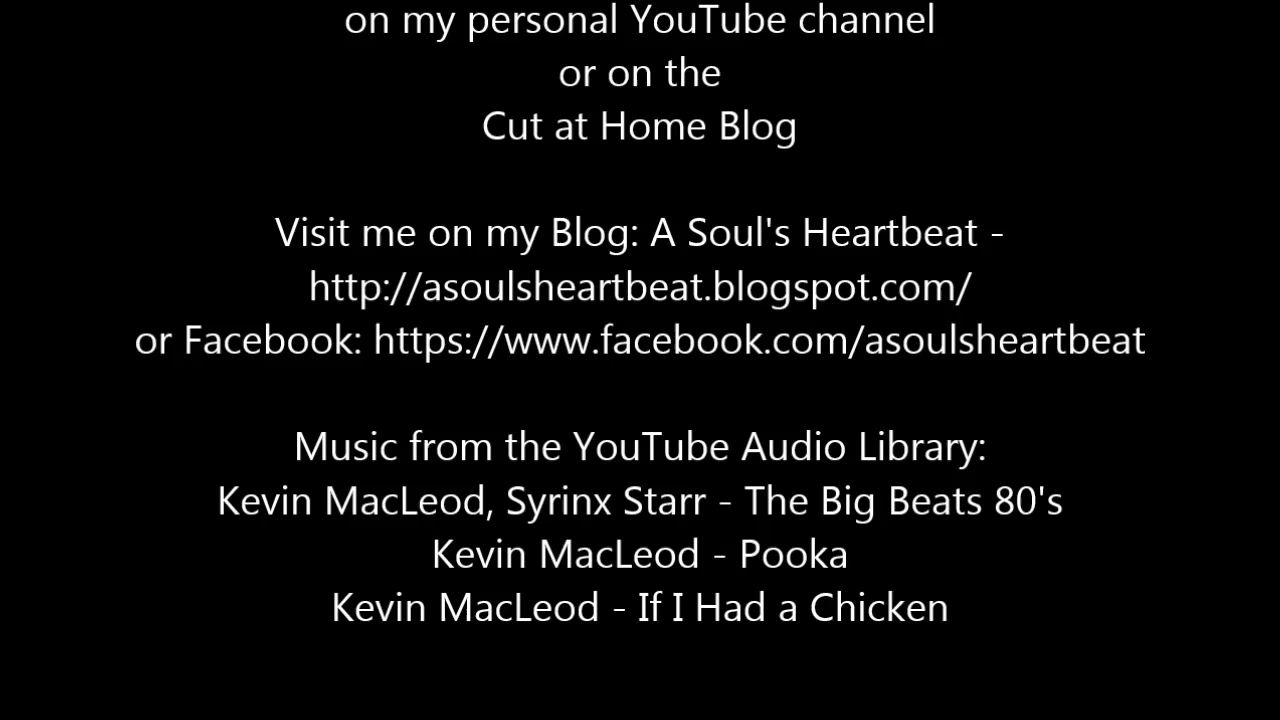 on my personal YouTube channel
or on the
Cut at Home Blog
Visit me on my Blog: A Soul's Heartbeat -
http://asoulsheartbeat.blogspot.com/
or Facebook: https://www.facebook.com/asoulsheartbeat
Music from the YouTube Audio Library:
Kevin MacLeod, Syrinx Starr - The Big Beats 80's
Kevin MacLeod - Pooka
Kevin MacLeod - If I Had a Chicken